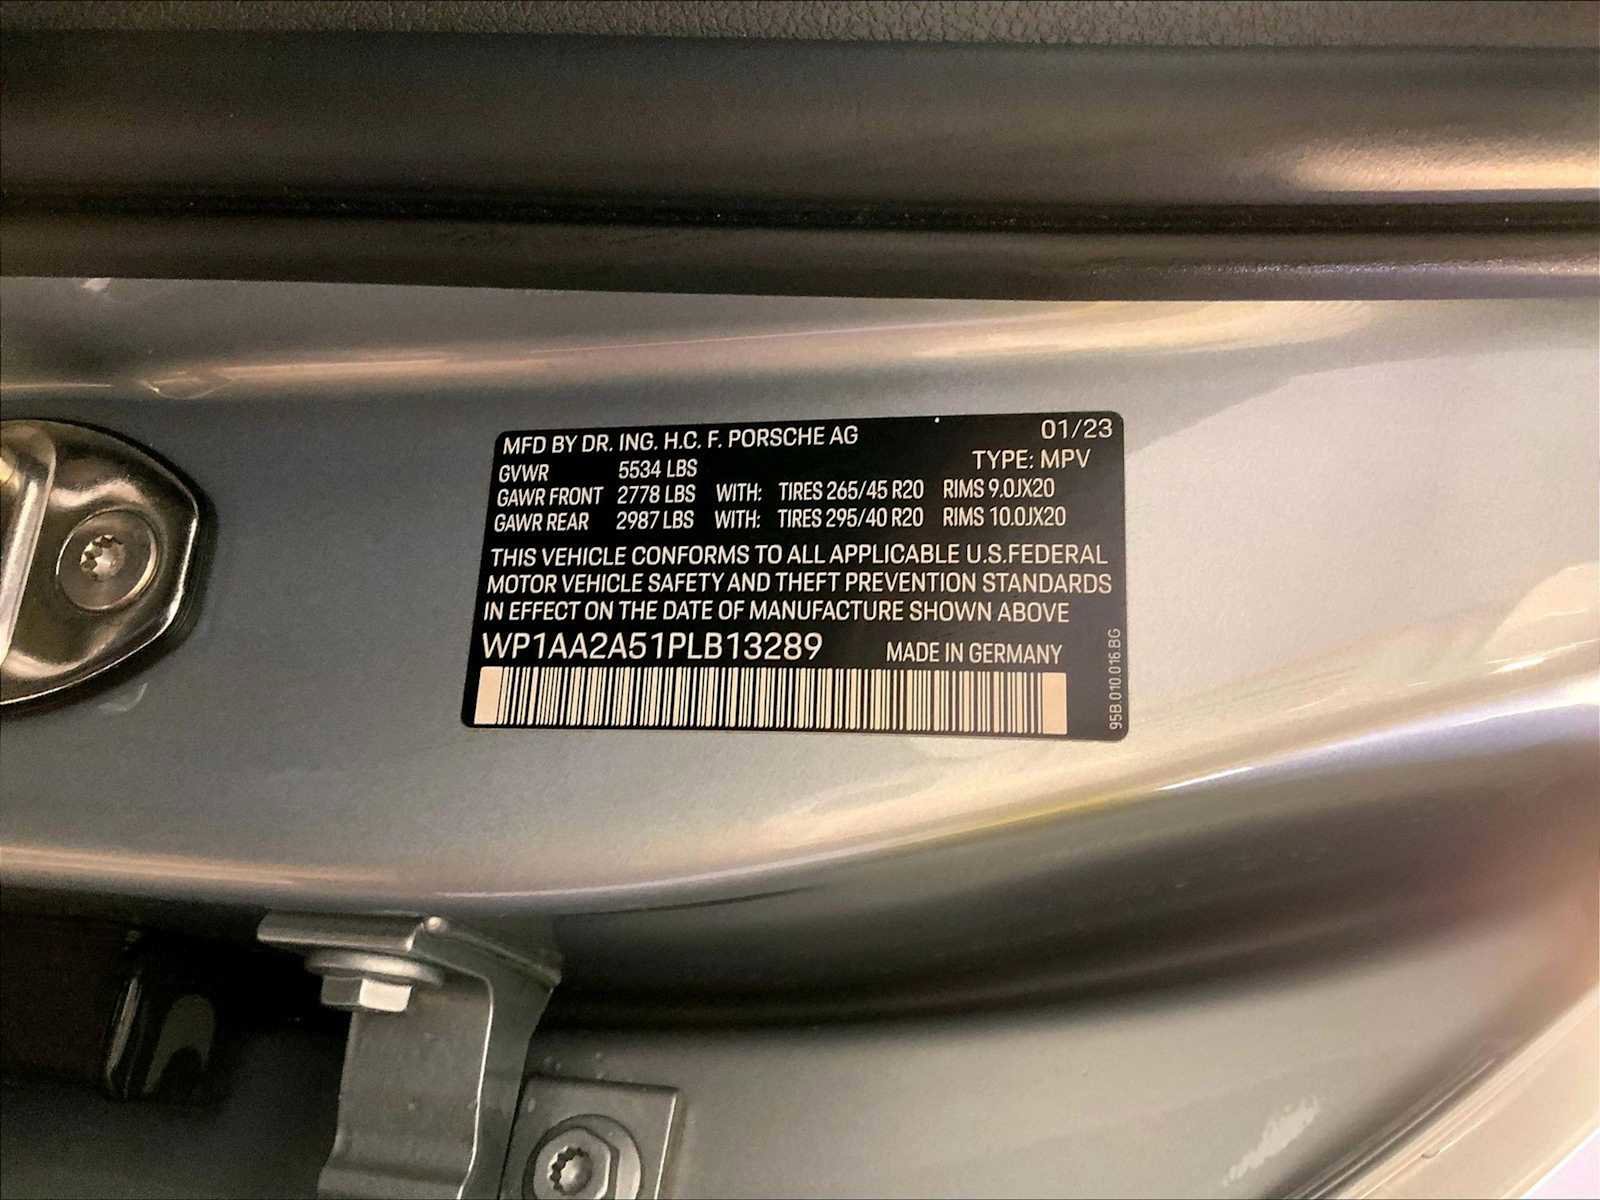 MFD BY DR. ING. H.C. F. PORSCHE AG 01/23
GVWR 5534 LBS TYPE: MPV
GAWR FRONT 2778 LBS WITH: TIRES 265/45 R20 RIMS 9.0JX20
GAWR REAR 2987 LBS WITH: TIRES 295/40 R20 RIMS 10.0JX20
THIS VEHICLE CONFORMS TO ALL APPLICABLE U.S.FEDERAL
MOTOR VEHICLE SAFETY AND THEFT PREVENTION STANDARDS
IN EFFECT ON THE DATE OF MANUFACTURE SHOWN ABOVE
WP1AA2A51PLB13289 MADE IN GERMANY
95B.010.016.BG